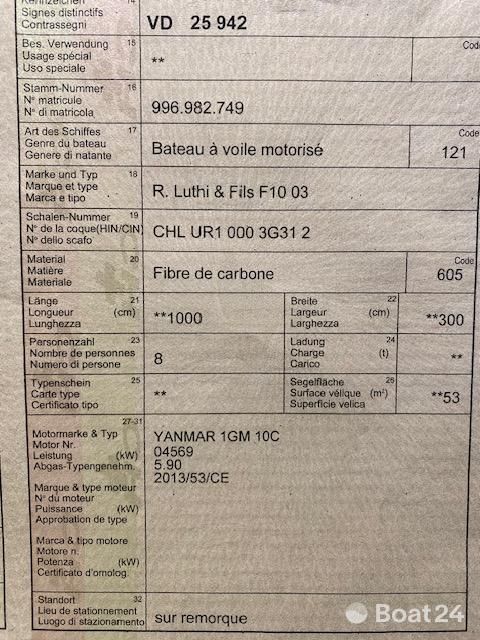 Kennzeichen 14
Signes distinctifs
Contrassegni
VD 25 942
Bes. Verwendung 15
Usage spécial
Uso speciale
**
Code
Stamm-Nummer 16
N° matricule
N° di matricola
996.982.749
Art des Schiffes 17
Genre du bateau
Genere di natante
Bateau à voile motorisé
Code
121
Marke und Typ 18
Marque et type
Marca e tipo
R. Luthi & Fils F10 03
Schalen-Nummer 19
N° de la coque(HIN/CIN)
N° dello scafo
CHL UR1 000 3G31 2
Material 20
Matière
Materiale
Fibre de carbone
Code
605
Länge 21
Longueur (cm)
Lunghezza
**1000
Breite 22
Largeur (cm)
Larghezza
**300
Personenzahl 23
Nombre de personnes
Numero di persone
8
Ladung 24
Charge (t)
Carico
**
Typenschein 25
Carte type
Certificato tipo
**
Segelfläche 26
Surface vélique (m²)
Superficie velica
**53
27-31
Motormarke & Typ
Motor Nr.
Leistung (kW)
Abgas-Typengenehm.
Marque & type moteur
N° du moteur
Puissance (kW)
Approbation de type
Marca & tipo motore
Motore n.
Potenza (kW)
Certificato d'omolog.
YANMAR 1GM 10C
04569
5.90
2013/53/CE
Standort 32
Lieu de stationnement
Luogo di stazionamento
sur remorque
Boat24